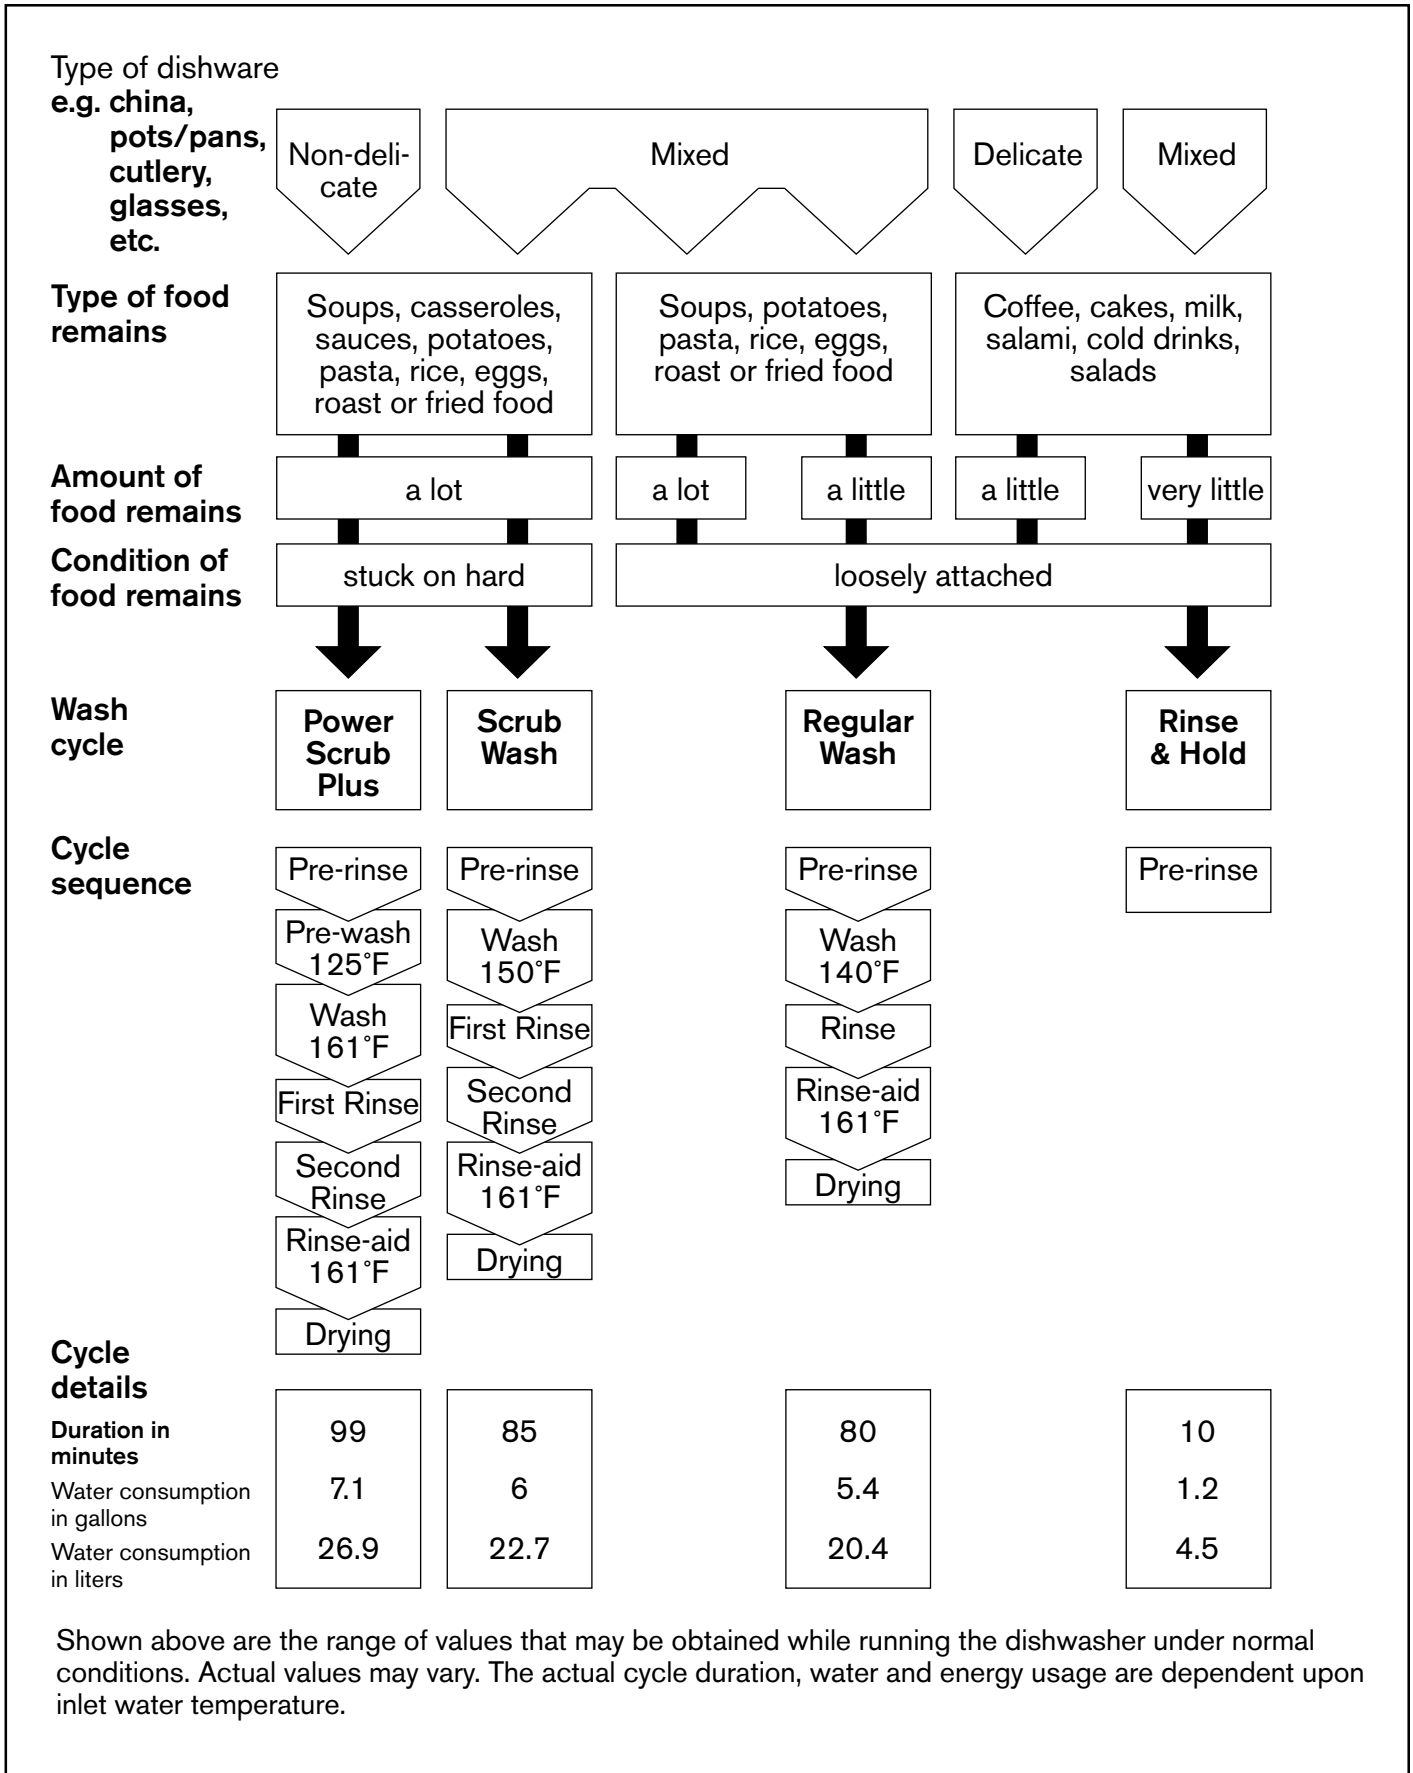 Type of dishware
e.g. china,
pots/pans,
cutlery,
glasses,
etc.
Non-deli-
cate
Mixed
Delicate
Mixed
Type of food
remains
Soups, casseroles,
sauces, potatoes,
pasta, rice, eggs,
roast or fried food
Soups, potatoes,
pasta, rice, eggs,
roast or fried food
Coffee, cakes, milk,
salami, cold drinks,
salads
Amount of
food remains
a lot
a lot
a little
a little
very little
Condition of
food remains
stuck on hard
loosely attached
Wash
cycle
Power
Scrub
Plus
Scrub
Wash
Regular
Wash
Rinse
& Hold
Cycle
sequence
Pre-rinse
Pre-wash
125°F
Wash
161°F
First Rinse
Second
Rinse
Rinse-aid
161°F
Drying
Pre-rinse
Wash
150°F
First Rinse
Second
Rinse
Rinse-aid
161°F
Drying
Pre-rinse
Wash
140°F
Rinse
Rinse-aid
161°F
Drying
Pre-rinse
Cycle
details
Duration in
minutes
99
85
80
10
Water consumption
in gallons
7.1
6
5.4
1.2
Water consumption
in liters
26.9
22.7
20.4
4.5
Shown above are the range of values that may be obtained while running the dishwasher under normal
conditions. Actual values may vary. The actual cycle duration, water and energy usage are dependent upon
inlet water temperature.